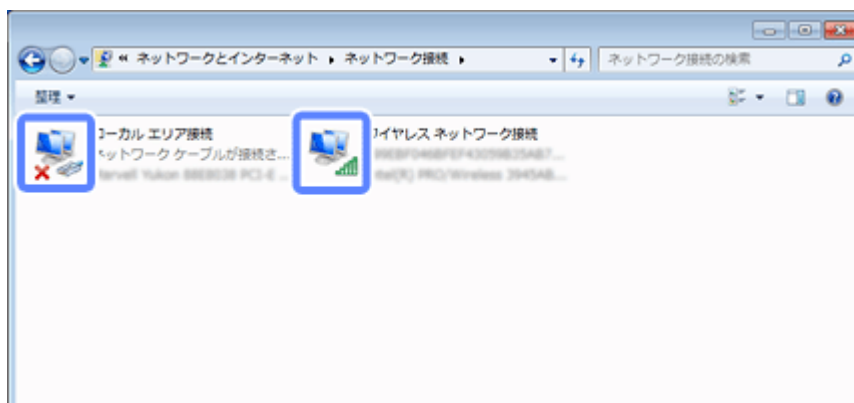 « ネットワークとインターネット ▸ ネットワーク接続 ▸
ネットワーク接続の検索
整理 ▾
ーカル エリア接続
ットワーク ケーブルが接続さ...
イヤレス ネットワーク接続